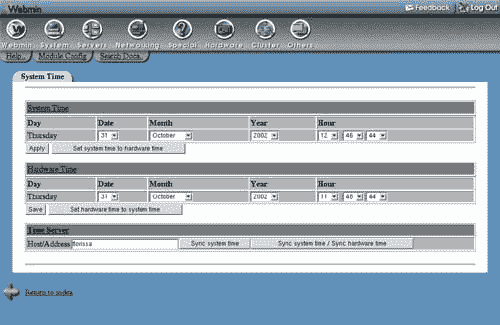 Webmin
Feedback Log Out
Webmin System Servers Networking Special Hardware Cluster Others
Help.. Module Config Search Docs..
System Time
System Time
Day Date Month Year Hour
Thursday 31 October 2002 12 46 44
Apply Set system time to hardware time
Hardware Time
Day Date Month Year Hour
Thursday 31 October 2002 11 48 44
Save Set hardware time to system time
Time Server
Host/Address florissa Sync system time Sync system time / Sync hardware time
Return to index